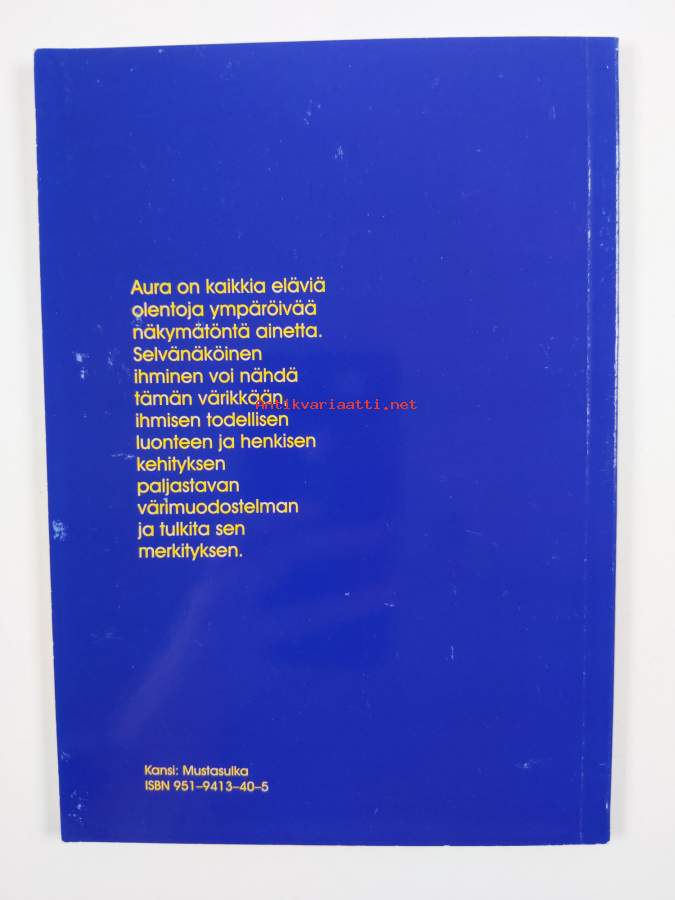 Aura on kaikkia eläviä
olentoja ympäröivää
näkymätöntä ainetta.
Selvänäköinen
ihminen voi nähdä
tämän värikkään,
Antikvariaatti.net
ihmisen todellisen
luonteen ja henkisen
kehityksen
paljastavan
värimuodostelman
ja tulkita sen
merkityksen.
Kansi: Mustasulka
ISBN 951-9413-40-5